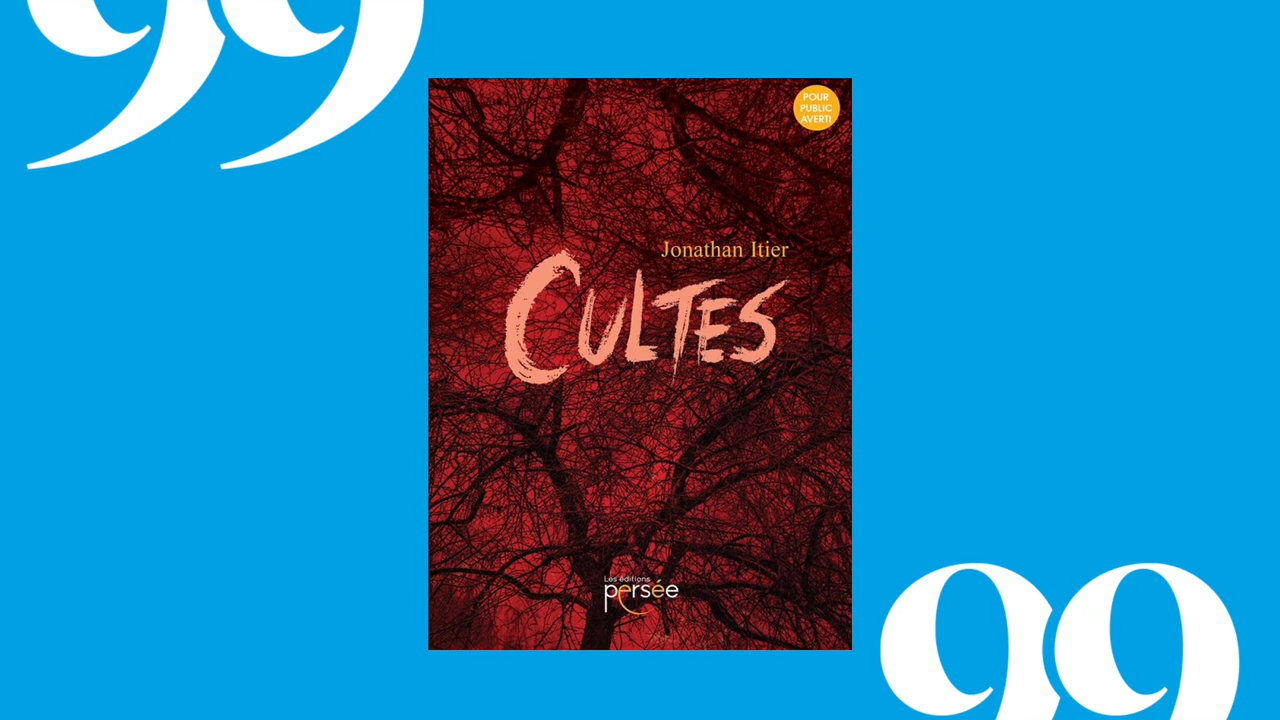 POUR
PUBLIC
AVERTI
Jonathan Itier
CULTES
Les éditions
persée